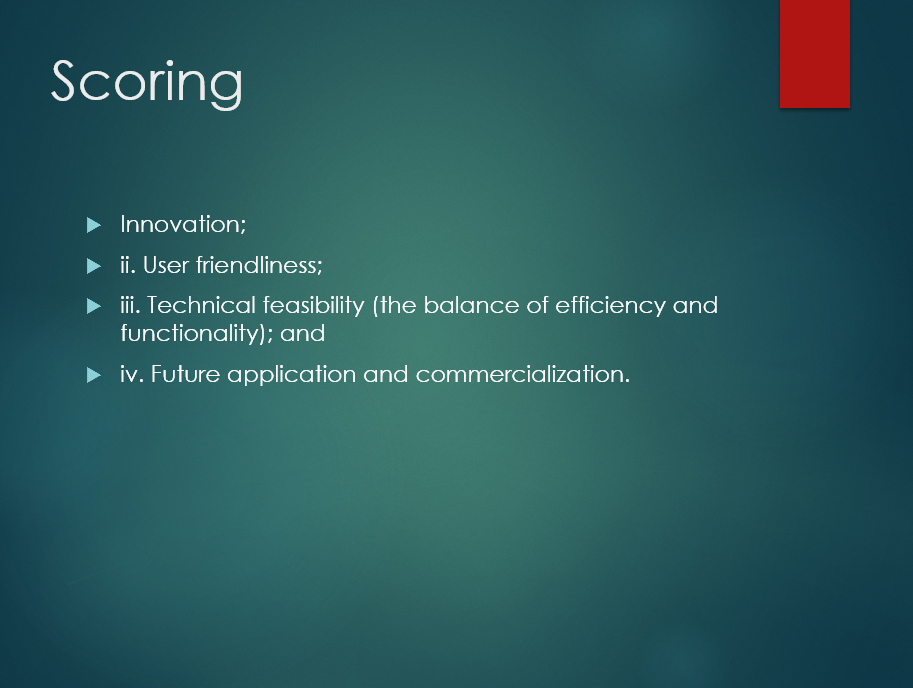 Scoring
Innovation;
ii. User friendliness;
iii. Technical feasibility (the balance of efficiency and
functionality); and
iv. Future application and commercialization.